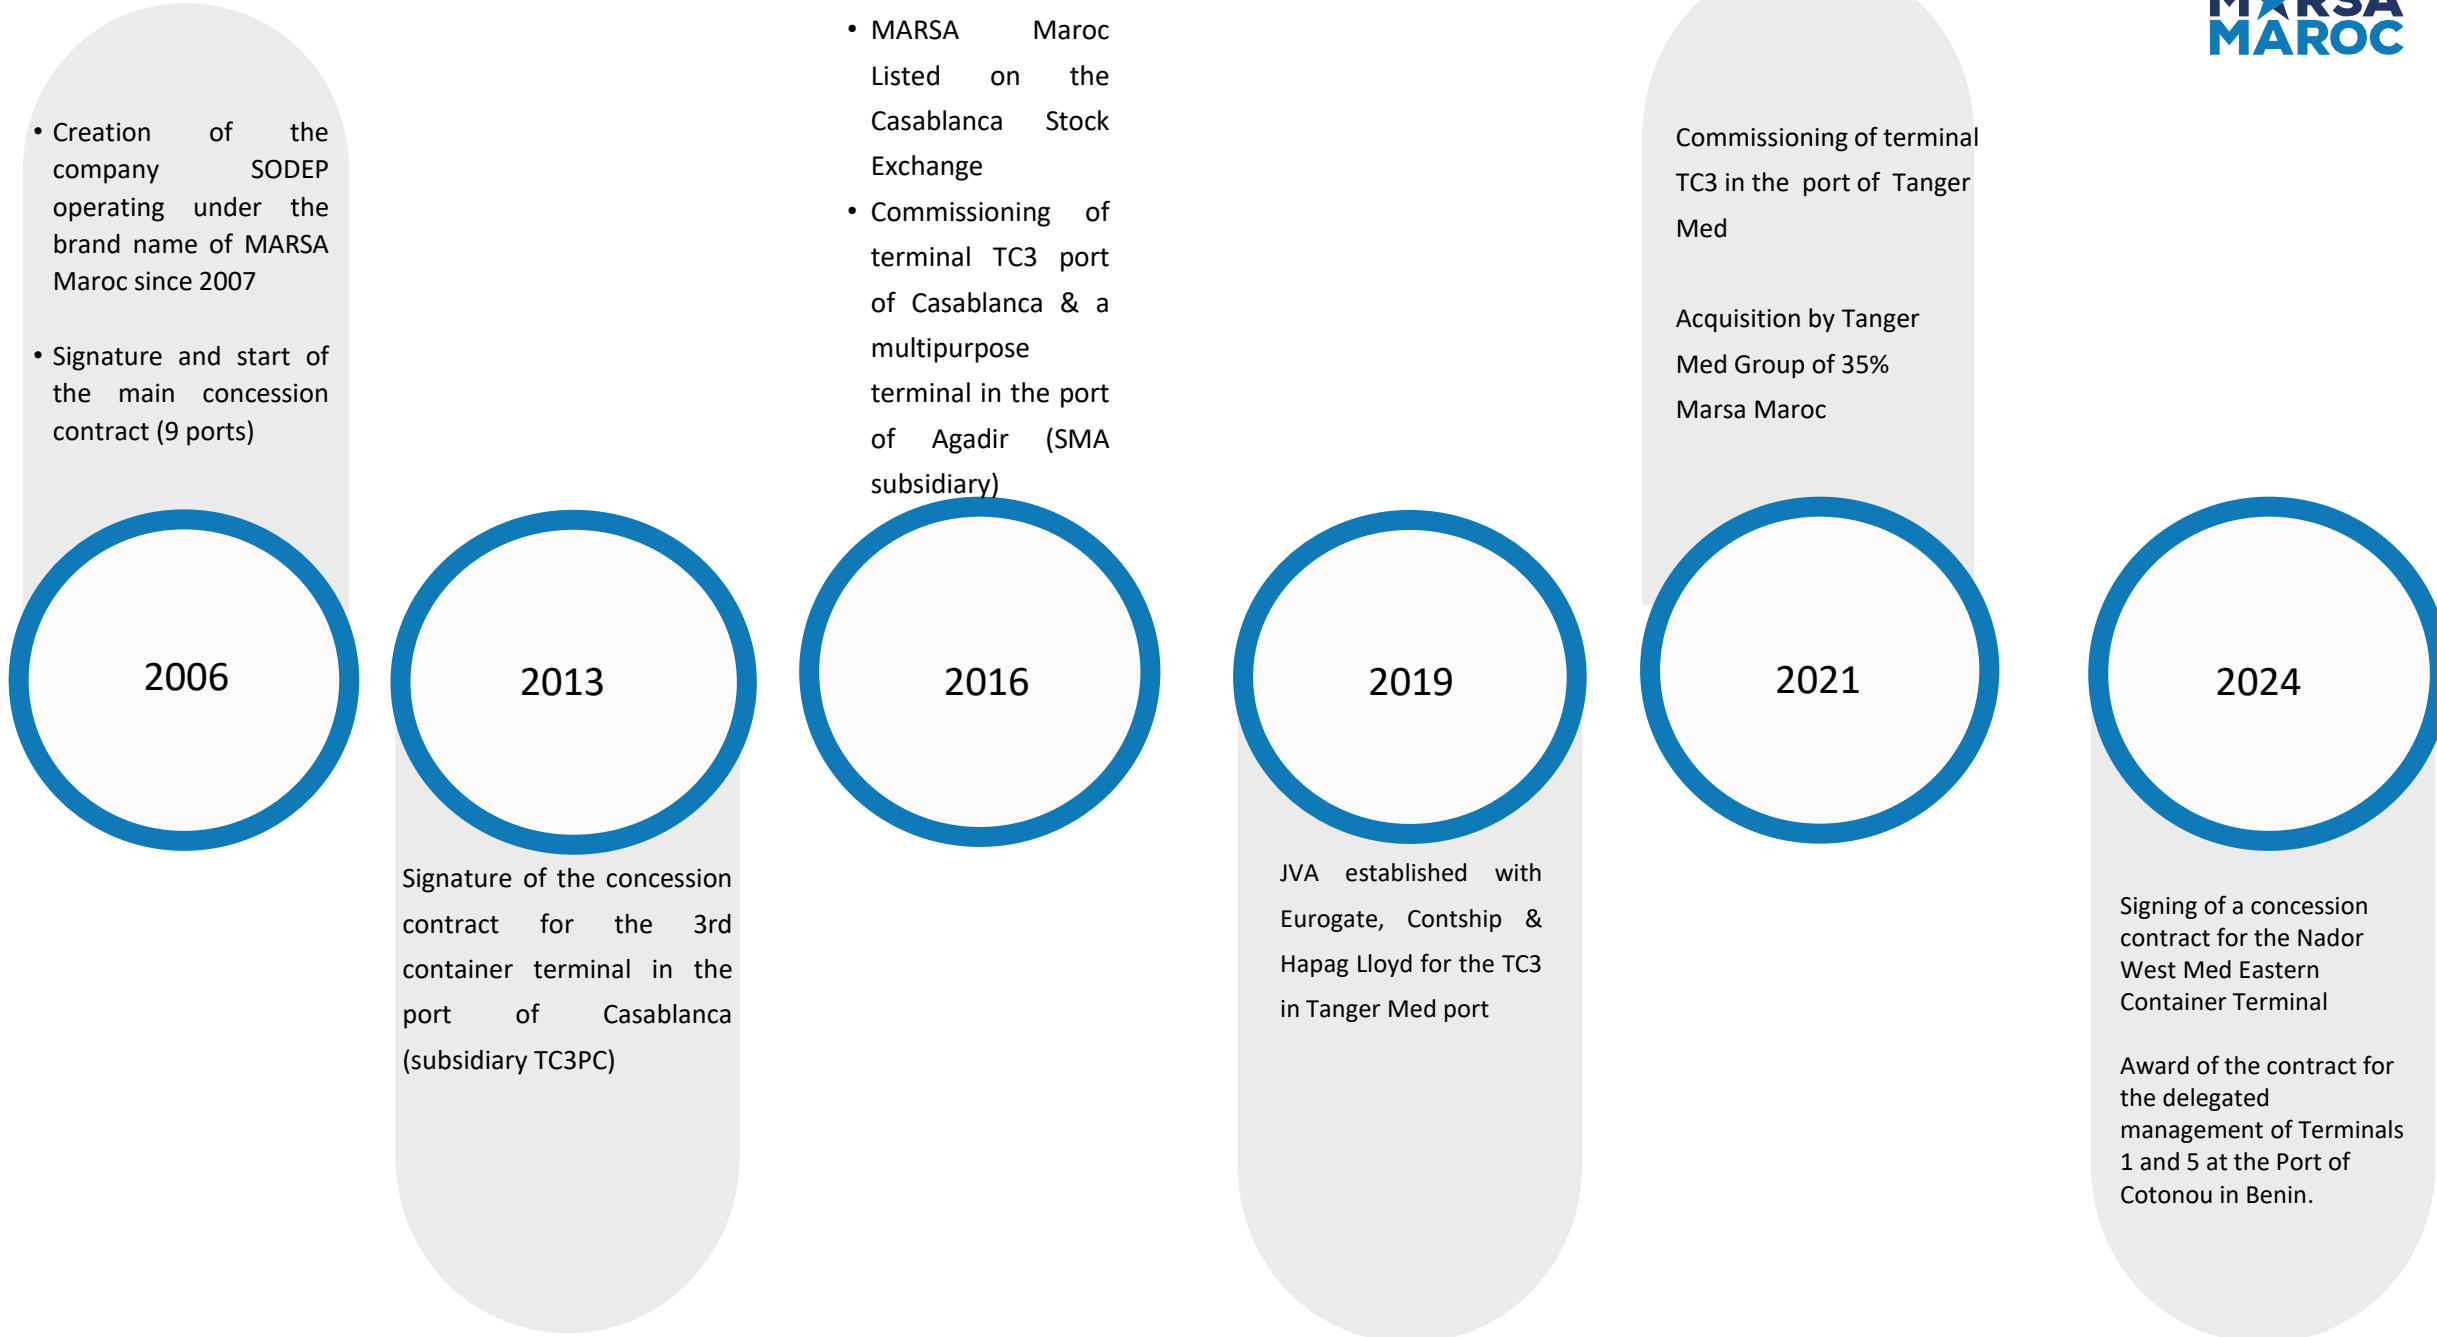 MARSA
MAROC
• Creation of the
company SODEP
operating under the
brand name of MARSA
Maroc since 2007
• Signature and start of
the main concession
contract (9 ports)
2006
2013
Signature of the concession
contract for the 3rd
container terminal in the
port of Casablanca
(subsidiary TC3PC)
• MARSA Maroc
Listed on the
Casablanca Stock
Exchange
• Commissioning of
terminal TC3 port
of Casablanca & a
multipurpose
terminal in the port
of Agadir (SMA
subsidiary)
2016
2019
JVA established with
Eurogate, Contship &
Hapag Lloyd for the TC3
in Tanger Med port
Commissioning of terminal
TC3 in the port of Tanger
Med
Acquisition by Tanger
Med Group of 35%
Marsa Maroc
2021
2024
Signing of a concession
contract for the Nador
West Med Eastern
Container Terminal
Award of the contract for
the delegated
management of Terminals
1 and 5 at the Port of
Cotonou in Benin.